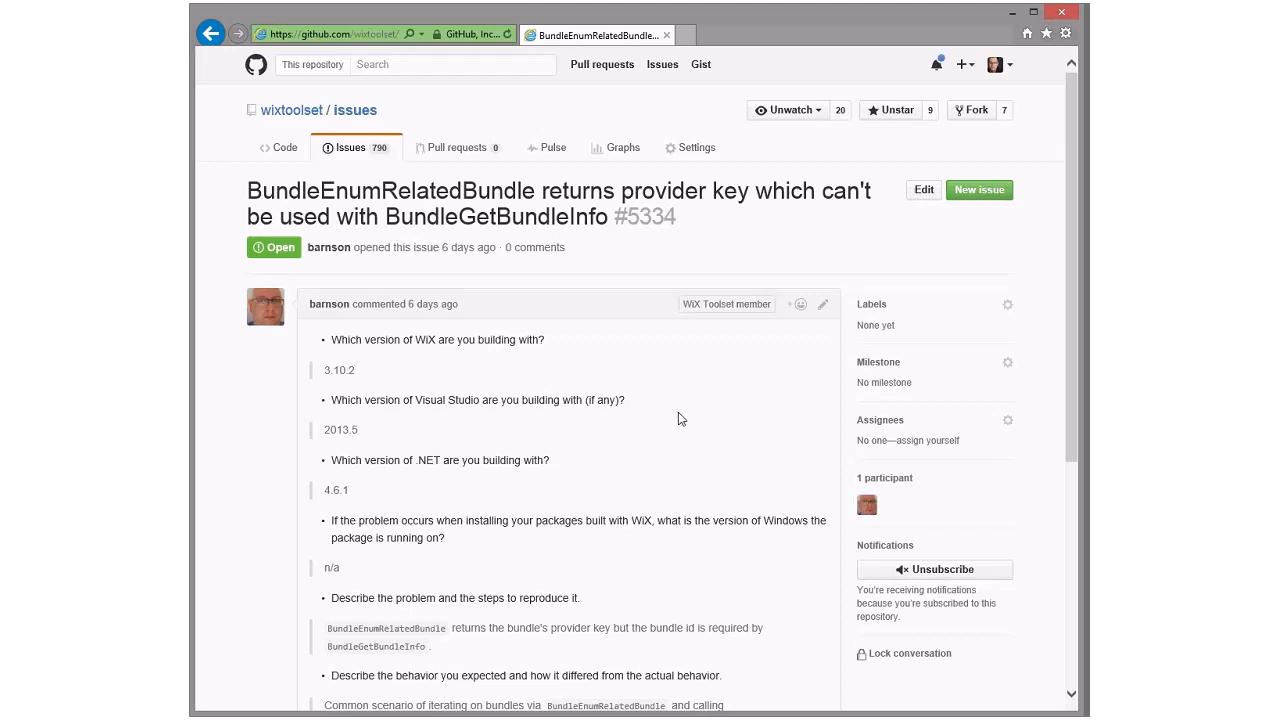 https://github.com/wixtoolset/
GitHub, Inc...
BundleEnumRelatedBundle...
This repository
Search
Pull requests
Issues
Gist
wixtoolset / issues
Unwatch
20
Unstar
9
Fork
7
Code
Issues 790
Pull requests 0
Pulse
Graphs
Settings
BundleEnumRelatedBundle returns provider key which can't
be used with BundleGetBundleInfo #5334
Edit
New issue
Open
barnson opened this issue 6 days ago · 0 comments
barnson commented 6 days ago
WiX Toolset member
• Which version of WiX are you building with?
3.10.2
• Which version of Visual Studio are you building with (if any)?
2013.5
• Which version of .NET are you building with?
4.6.1
• If the problem occurs when installing your packages built with WiX, what is the version of Windows the
package is running on?
n/a
• Describe the problem and the steps to reproduce it.
BundleEnumRelatedBundle returns the bundle's provider key but the bundle id is required by
BundleGetBundleInfo .
• Describe the behavior you expected and how it differed from the actual behavior.
Common scenario of iterating on bundles via BundleEnumRelatedBundle and calling
Labels
None yet
Milestone
No milestone
Assignees
No one—assign yourself
1 participant
Notifications
Unsubscribe
You're receiving notifications
because you're subscribed to this
repository.
Lock conversation